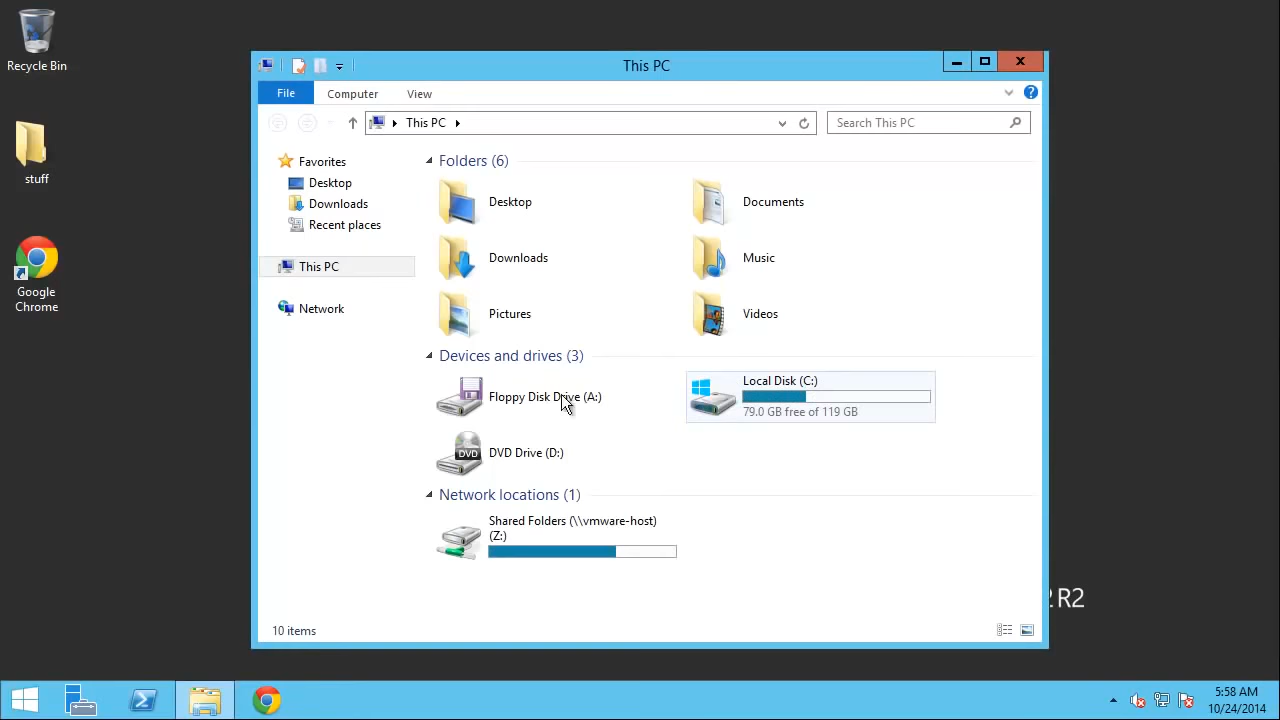 Recycle Bin
stuff
Google
Chrome
This PC
File
Computer
View
This PC
Search This PC
Favorites
Desktop
Downloads
Recent places
This PC
Network
Folders (6)
Desktop
Documents
Downloads
Music
Pictures
Videos
Devices and drives (3)
Floppy Disk Drive (A:)
Local Disk (C:)
79.0 GB free of 119 GB
DVD
DVD Drive (D:)
Network locations (1)
Shared Folders (\\vmware-host)
(Z:)
10 items
2 R2
5:58 AM
10/24/2014